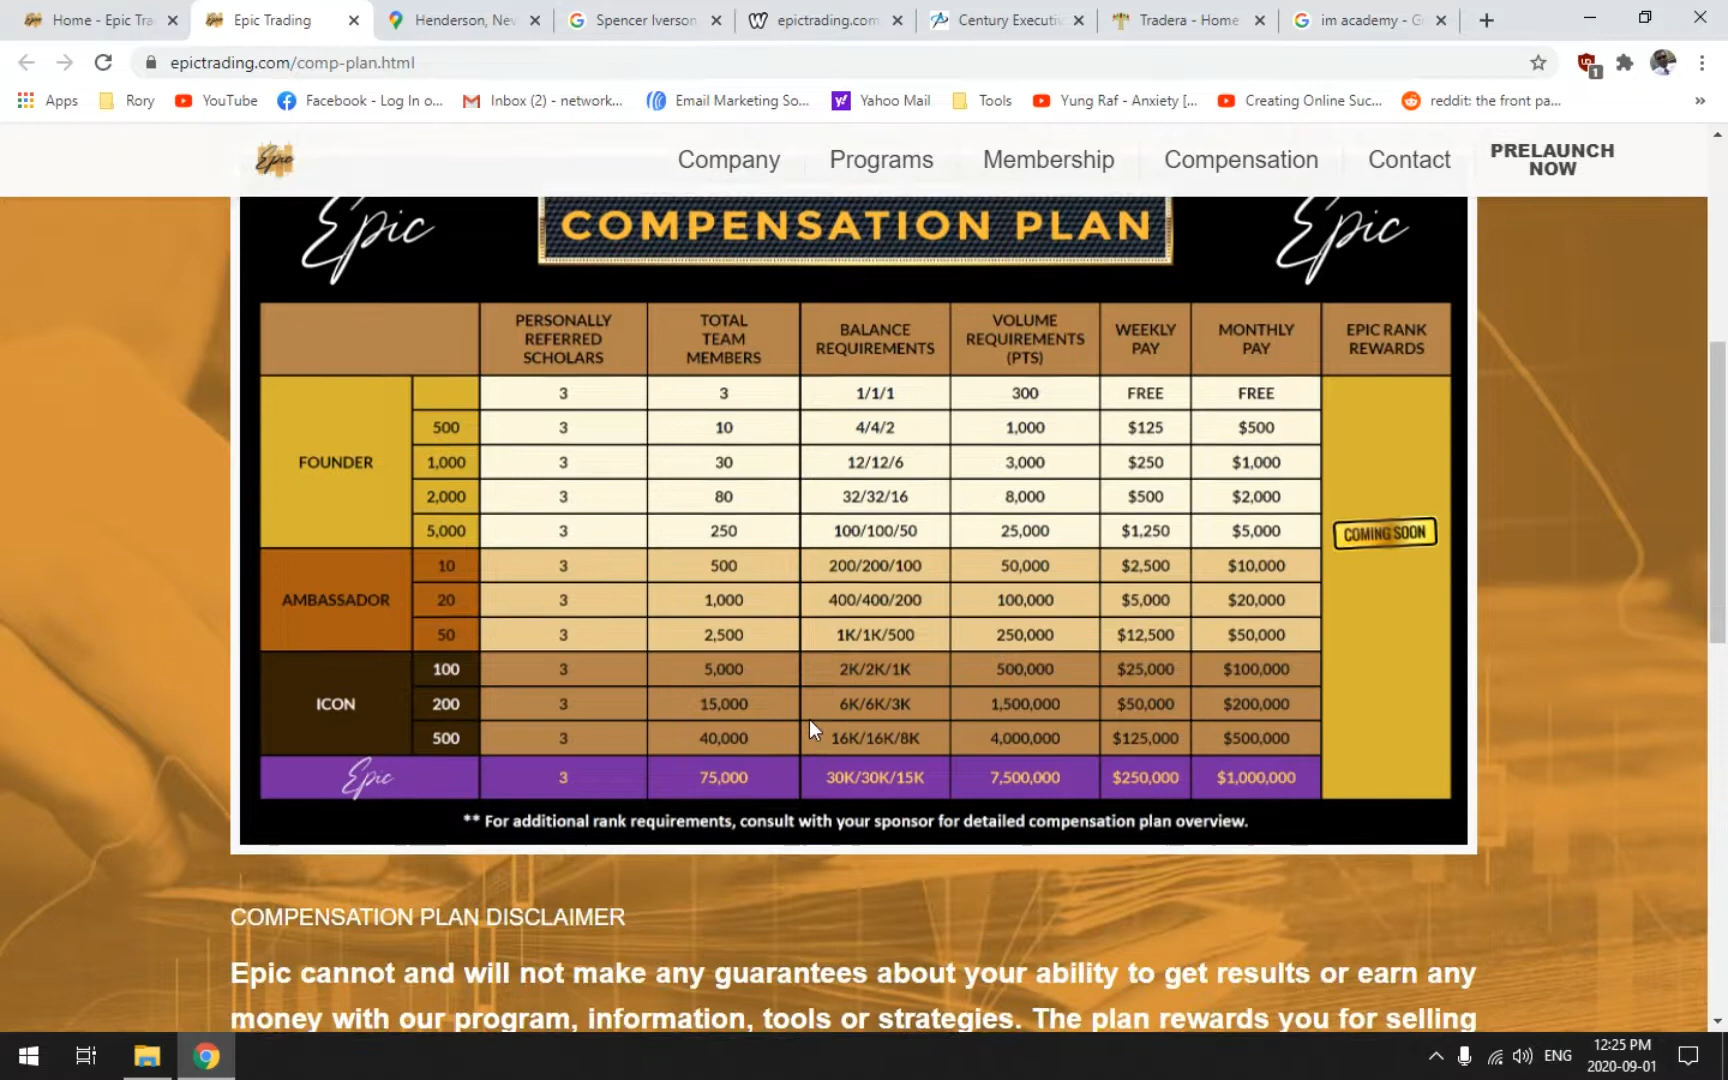 Home - Epic Tra
Epic Trading
Henderson, Nev
Spencer Iverson
epictrading.com
Century Executi
Tradera - Home
im academy - G
epictrading.com/comp-plan.html
1
Apps
Rory
YouTube
Facebook - Log In o...
Inbox (2) - network...
Email Marketing So...
Yahoo Mail
Tools
Yung Raf - Anxiety [...
Creating Online Suc...
reddit: the front pa...
»
Epic
Company
Programs
Membership
Compensation
Contact
PRELAUNCH
NOW
Epic
COMPENSATION PLAN
Epic
PERSONALLY REFERRED SCHOLARS
TOTAL TEAM MEMBERS
BALANCE REQUIREMENTS
VOLUME REQUIREMENTS (PTS)
WEEKLY PAY
MONTHLY PAY
EPIC RANK REWARDS
3 3 1/1/1 300 FREE FREE
500 3 10 4/4/2 1,000 $125 $500
FOUNDER 1,000 3 30 12/12/6 3,000 $250 $1,000
2,000 3 80 32/32/16 8,000 $500 $2,000
5,000 3 250 100/100/50 25,000 $1,250 $5,000
COMING SOON
10 3 500 200/200/100 50,000 $2,500 $10,000
AMBASSADOR 20 3 1,000 400/400/200 100,000 $5,000 $20,000
50 3 2,500 1K/1K/500 250,000 $12,500 $50,000
100 3 5,000 2K/2K/1K 500,000 $25,000 $100,000
ICON 200 3 15,000 6K/6K/3K 1,500,000 $50,000 $200,000
500 3 40,000 16K/16K/8K 4,000,000 $125,000 $500,000
Epic 3 75,000 30K/30K/15K 7,500,000 $250,000 $1,000,000
** For additional rank requirements, consult with your sponsor for detailed compensation plan overview.
COMPENSATION PLAN DISCLAIMER
Epic cannot and will not make any guarantees about your ability to get results or earn any
money with our program, information, tools or strategies. The plan rewards you for selling
ENG
12:25 PM
2020-09-01